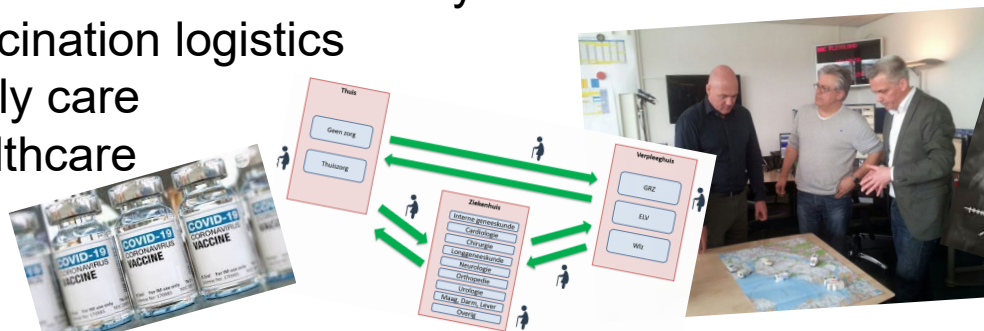 cination logistics
ly care
lthcare
Thuis
Geen zorg
Thuiszorg
Ziekenhuis
Interne geneeskunde
Cardiologie
Chirurgie
Longgeneeskunde
Neurologie
Orthopedie
Urologie
Maag, Darm, Lever
Overig
Verpleeghuis
GRZ
ELV
Wlz
COVID-19
CORONAVIRUS
VACCINE
COVID-19
CORONAVIRUS
VACCINE
COVID-19
CORONAVIRUS
VACCINE